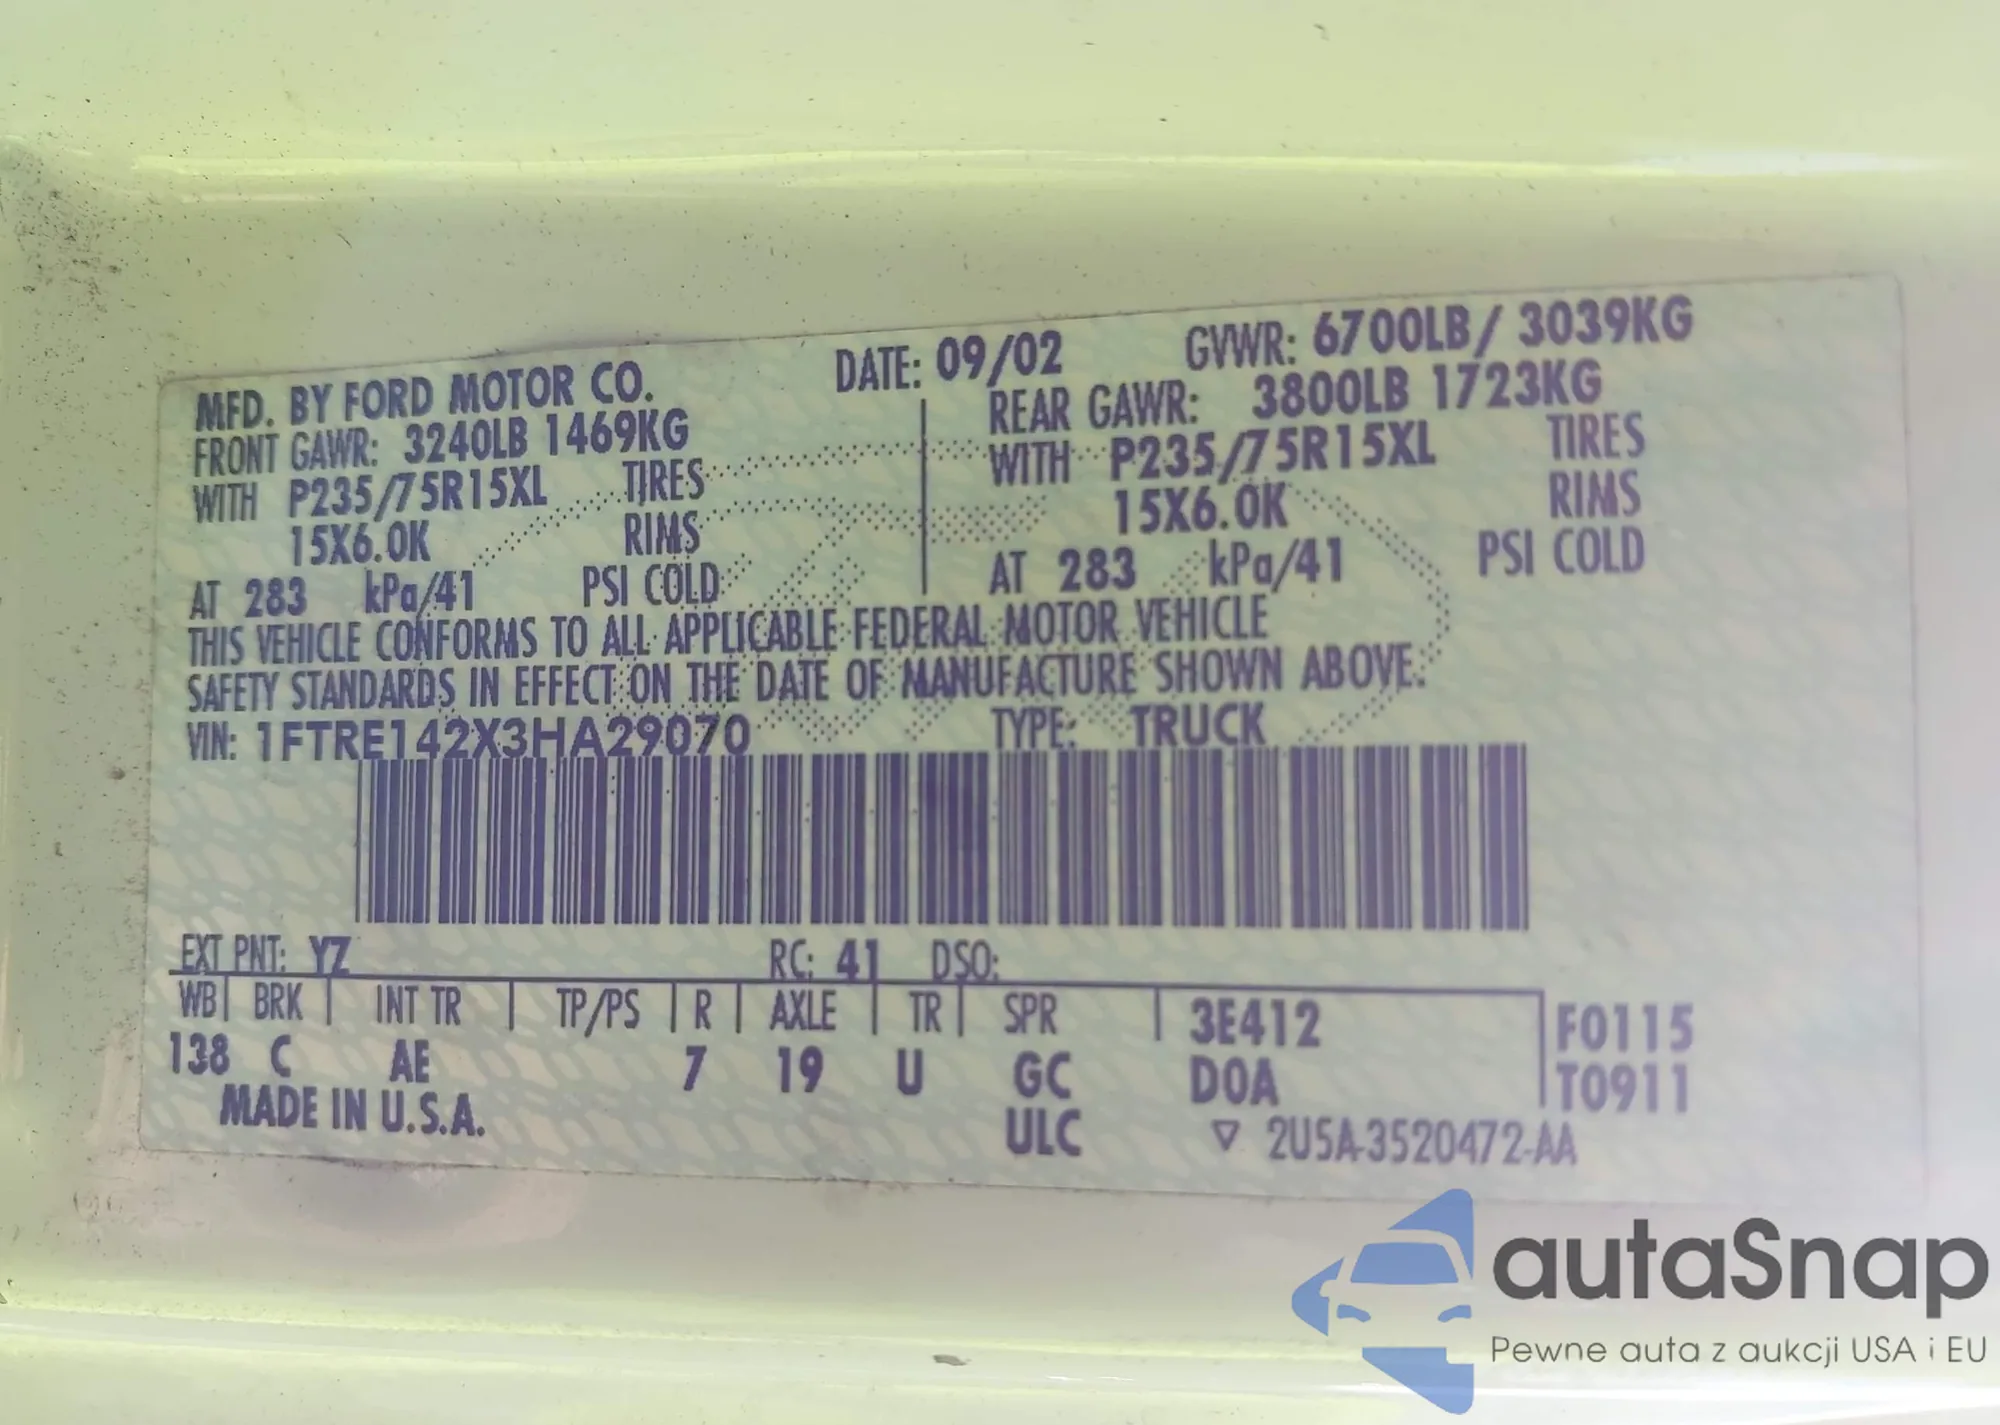 MFD. BY FORD MOTOR CO. DATE: 09/02 GVWR: 6700LB/ 3039KG
FRONT GAWR: 3240LB 1469KG REAR GAWR: 3800LB 1723KG
WITH P235/75R15XL TIRES WITH P235/75R15XL TIRES
15X6.0K RIMS 15X6.0K RIMS
AT 283 kPa/41 PSI COLD AT 283 kPa/41 PSI COLD
THIS VEHICLE CONFORMS TO ALL APPLICABLE FEDERAL MOTOR VEHICLE
SAFETY STANDARDS IN EFFECT ON THE DATE OF MANUFACTURE SHOWN ABOVE.
VIN: 1FTRE142X3HA29070 TYPE: TRUCK
EXT PNT: YZ RC: 41 DSO:
WB BRK INT TR TP/PS R AXLE TR SPR 3E412 F0115
138 C AE 7 19 U GC D0A T0911
MADE IN U.S.A. ULC ▽ 2U5A-3520472-AA
autaSnap
Pewne auta z aukcji USA i EU